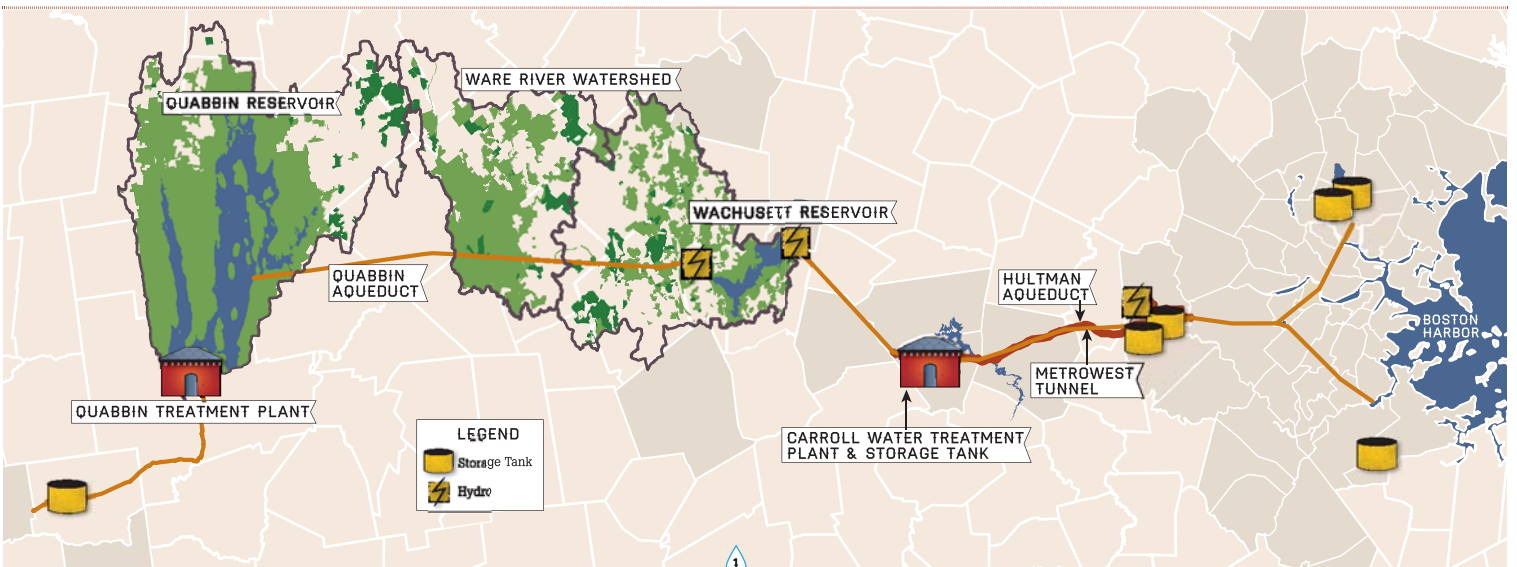 QUABBIN RESERVOIR
WARE RIVER WATERSHED
WACHUSETT RESERVOIR
QUABBIN
AQUEDUCT
HULTMAN
AQUEDUCT
BOSTON
HARBOR
METROWEST
TUNNEL
QUABBIN TREATMENT PLANT
CARROLL WATER TREATMENT
PLANT & STORAGE TANK
LEGEND
Storage Tank
Hydro
1